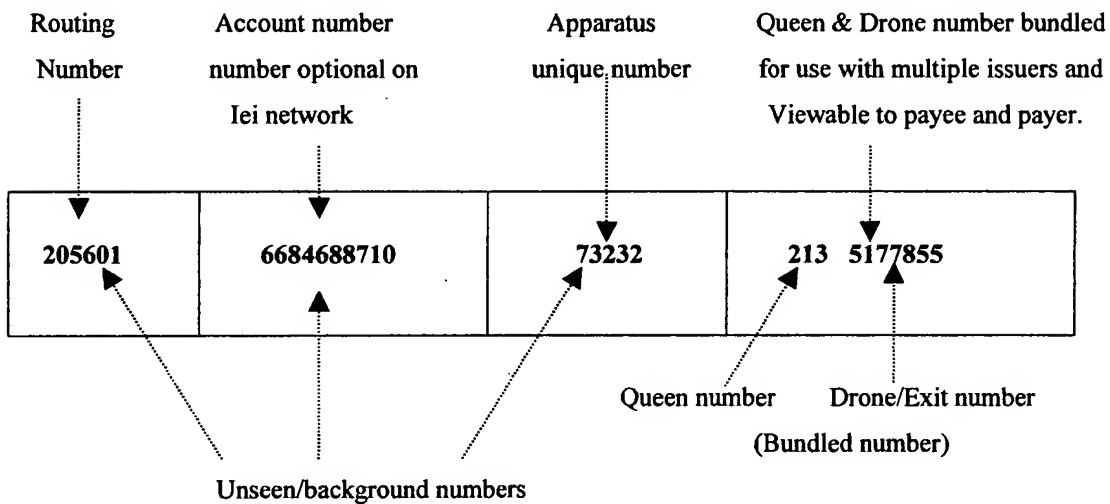 Routing
Number
Account number
number optional on
Iei network
Apparatus
unique number
Queen & Drone number bundled
for use with multiple issuers and
Viewable to payee and payer.
205601
6684688710
73232
213 5177855
Queen number
Drone/Exit number
(Bundled number)
Unseen/background numbers